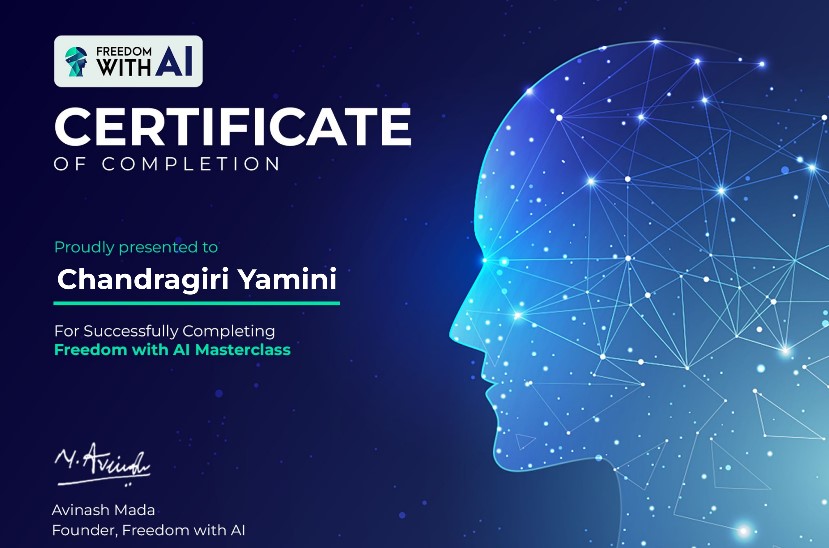 FREEDOM
WITH AI
CERTIFICATE
OF COMPLETION
Proudly presented to
Chandragiri Yamini
For Successfully Completing
Freedom with AI Masterclass
M. Avinash
Avinash Mada
Founder, Freedom with AI